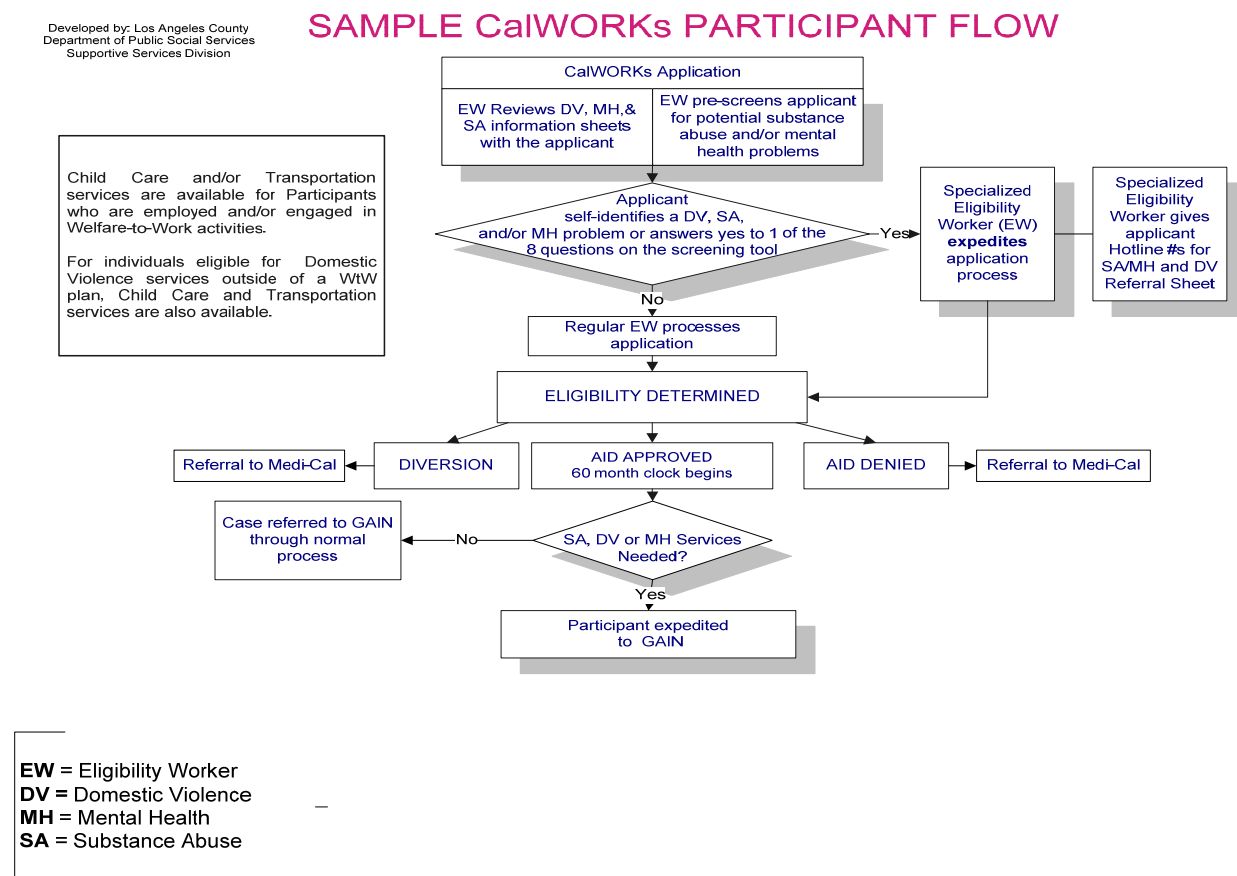 Developed by: Los Angeles County
Department of Public Social Services
Supportive Services Division
SAMPLE CalWORKs PARTICIPANT FLOW
CalWORKs Application
EW Reviews DV, MH,&
SA information sheets
with the applicant
EW pre-screens applicant
for potential substance
abuse and/or mental
health problems
Child Care and/or Transportation
services are available for Participants
who are employed and/or engaged in
Welfare-to-Work activities.
For individuals eligible for Domestic
Violence services outside of a WtW
plan, Child Care and Transportation
services are also available.
Applicant
self-identifies a DV, SA,
and/or MH problem or answers yes to 1 of the
8 questions on the screening tool
Yes
Specialized
Eligibility
Worker (EW)
expedites
application
process
Specialized
Eligibility
Worker gives
applicant
Hotline #s for
SA/MH and DV
Referral Sheet
No
Regular EW processes
application
ELIGIBILITY DETERMINED
Referral to Medi-Cal
DIVERSION
AID APPROVED
60 month clock begins
AID DENIED
Referral to Medi-Cal
Case referred to GAIN
through normal
process
No
SA, DV or MH Services
Needed?
Yes
Participant expedited
to GAIN
EW = Eligibility Worker
DV = Domestic Violence
MH = Mental Health
SA = Substance Abuse